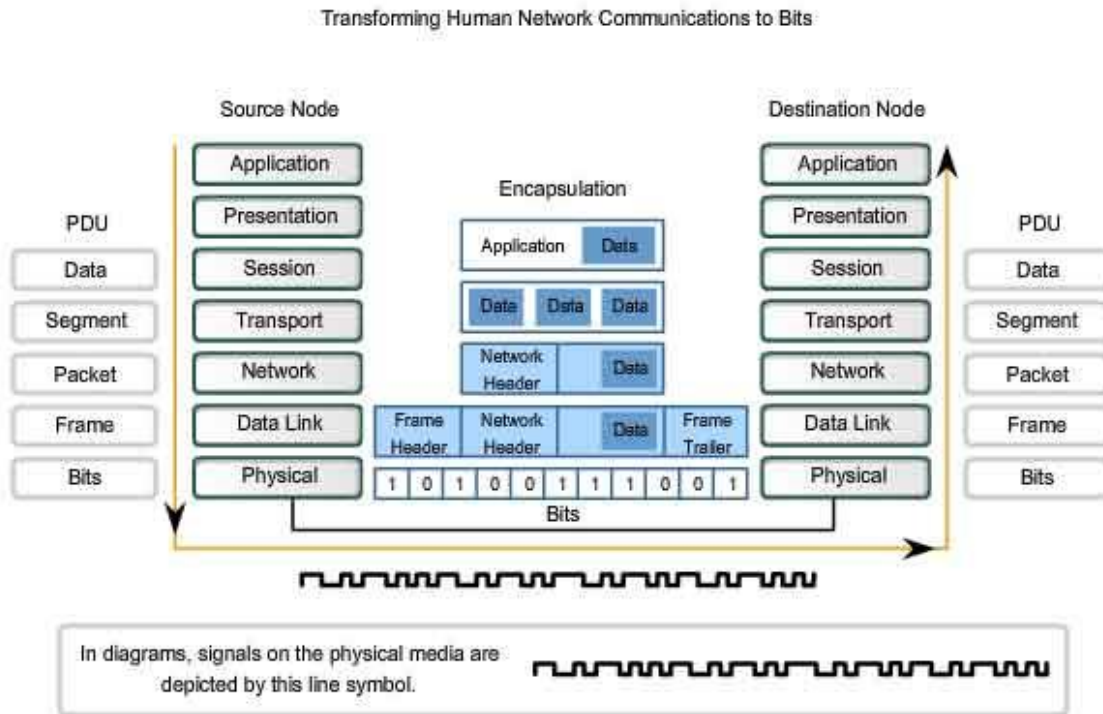 Transforming Human Network Communications to Bits
Source Node
Destination Node
Application
Application
Encapsulation
Presentation
Presentation
PDU
PDU
Application Data
Data
Session
Session
Data
Segment
Transport
Data Data Data
Transport
Segment
Packet
Network
Network Header
Data
Network
Packet
Frame
Data Link
Frame Header
Network Header
Data
Frame Trailer
Data Link
Frame
Bits
Physical
1 0 1 0 0 1 1 1 0 0 1
Physical
Bits
Bits
In diagrams, signals on the physical media are
depicted by this line symbol.